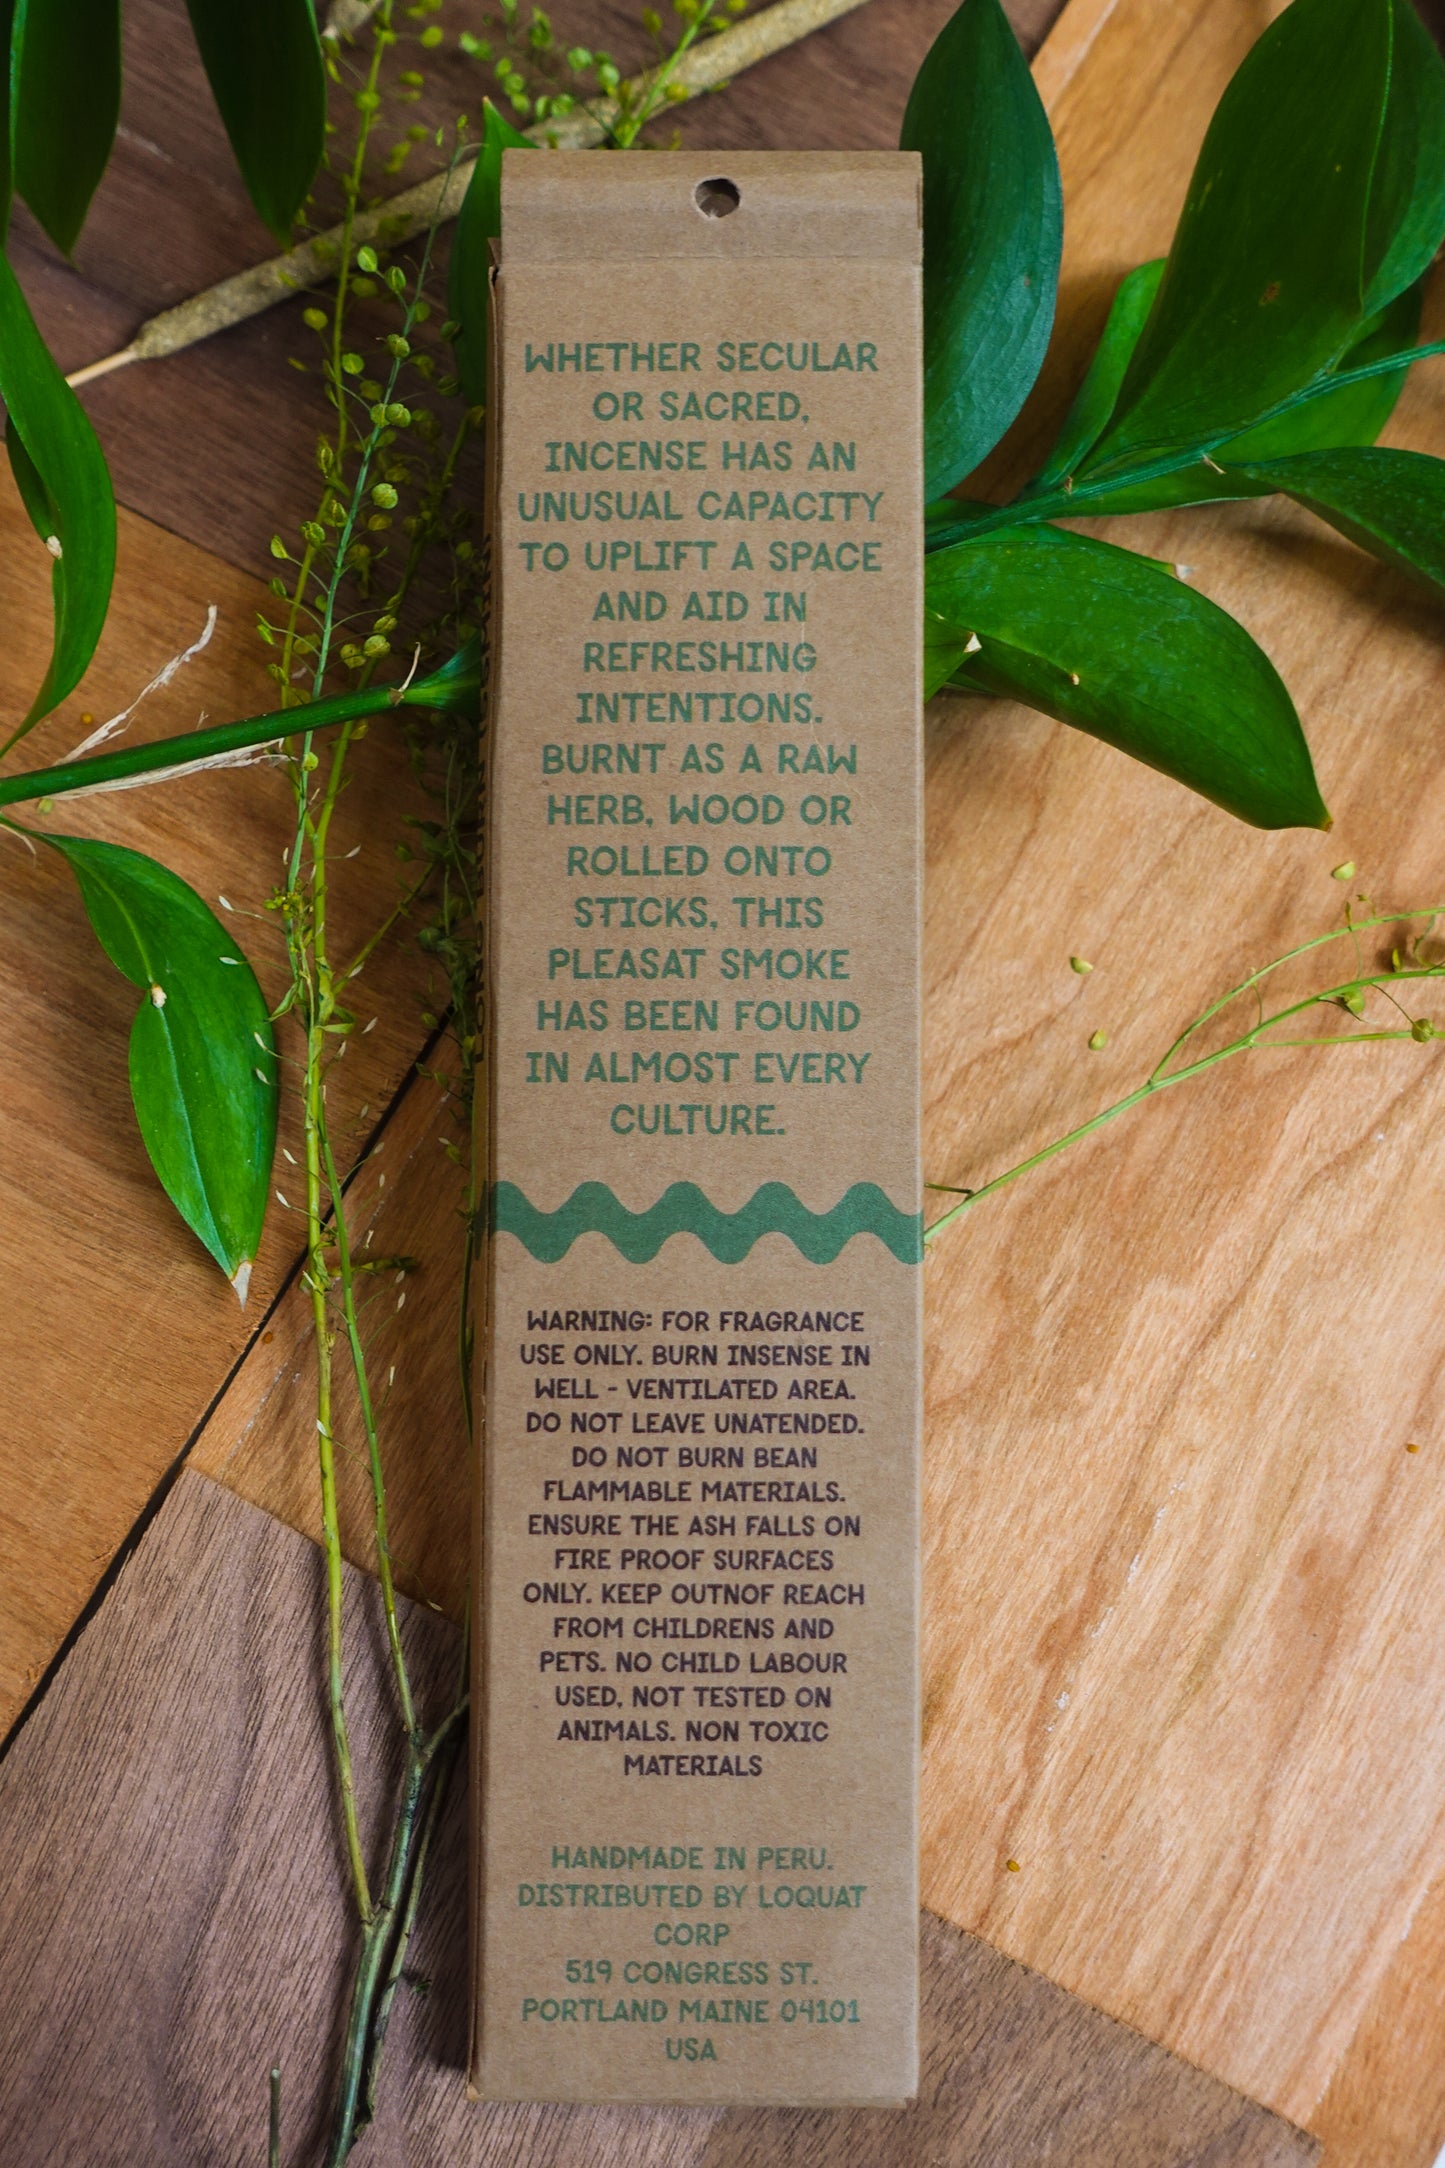 WHETHER SECULAR
OR SACRED,
INCENSE HAS AN
UNUSUAL CAPACITY
TO UPLIFT A SPACE
AND AID IN
REFRESHING
INTENTIONS.
BURNT AS A RAW
HERB, WOOD OR
ROLLED ONTO
STICKS, THIS
PLEASAT SMOKE
HAS BEEN FOUND
IN ALMOST EVERY
CULTURE.
WARNING: FOR FRAGRANCE
USE ONLY. BURN INSENSE IN
WELL - VENTILATED AREA.
DO NOT LEAVE UNATENDED.
DO NOT BURN BEAN
FLAMMABLE MATERIALS.
ENSURE THE ASH FALLS ON
FIRE PROOF SURFACES
ONLY. KEEP OUTNOF REACH
FROM CHILDRENS AND
PETS. NO CHILD LABOUR
USED, NOT TESTED ON
ANIMALS. NON TOXIC
MATERIALS
HANDMADE IN PERU.
DISTRIBUTED BY LOQUAT
CORP
519 CONGRESS ST.
PORTLAND MAINE 04101
USA